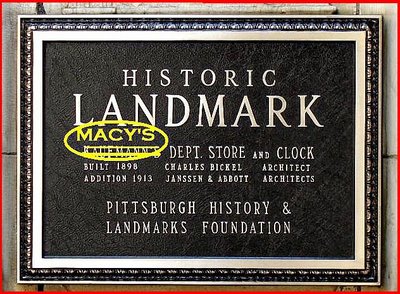 HISTORIC
LANDMARK
MACY'S
KAUFMANN'S DEPT. STORE AND CLOCK
BUILT 1898 CHARLES BICKEL ARCHITECT
ADDITION 1913 JANSSEN & ABBOTT ARCHITECTS
PITTSBURGH HISTORY &
LANDMARKS FOUNDATION